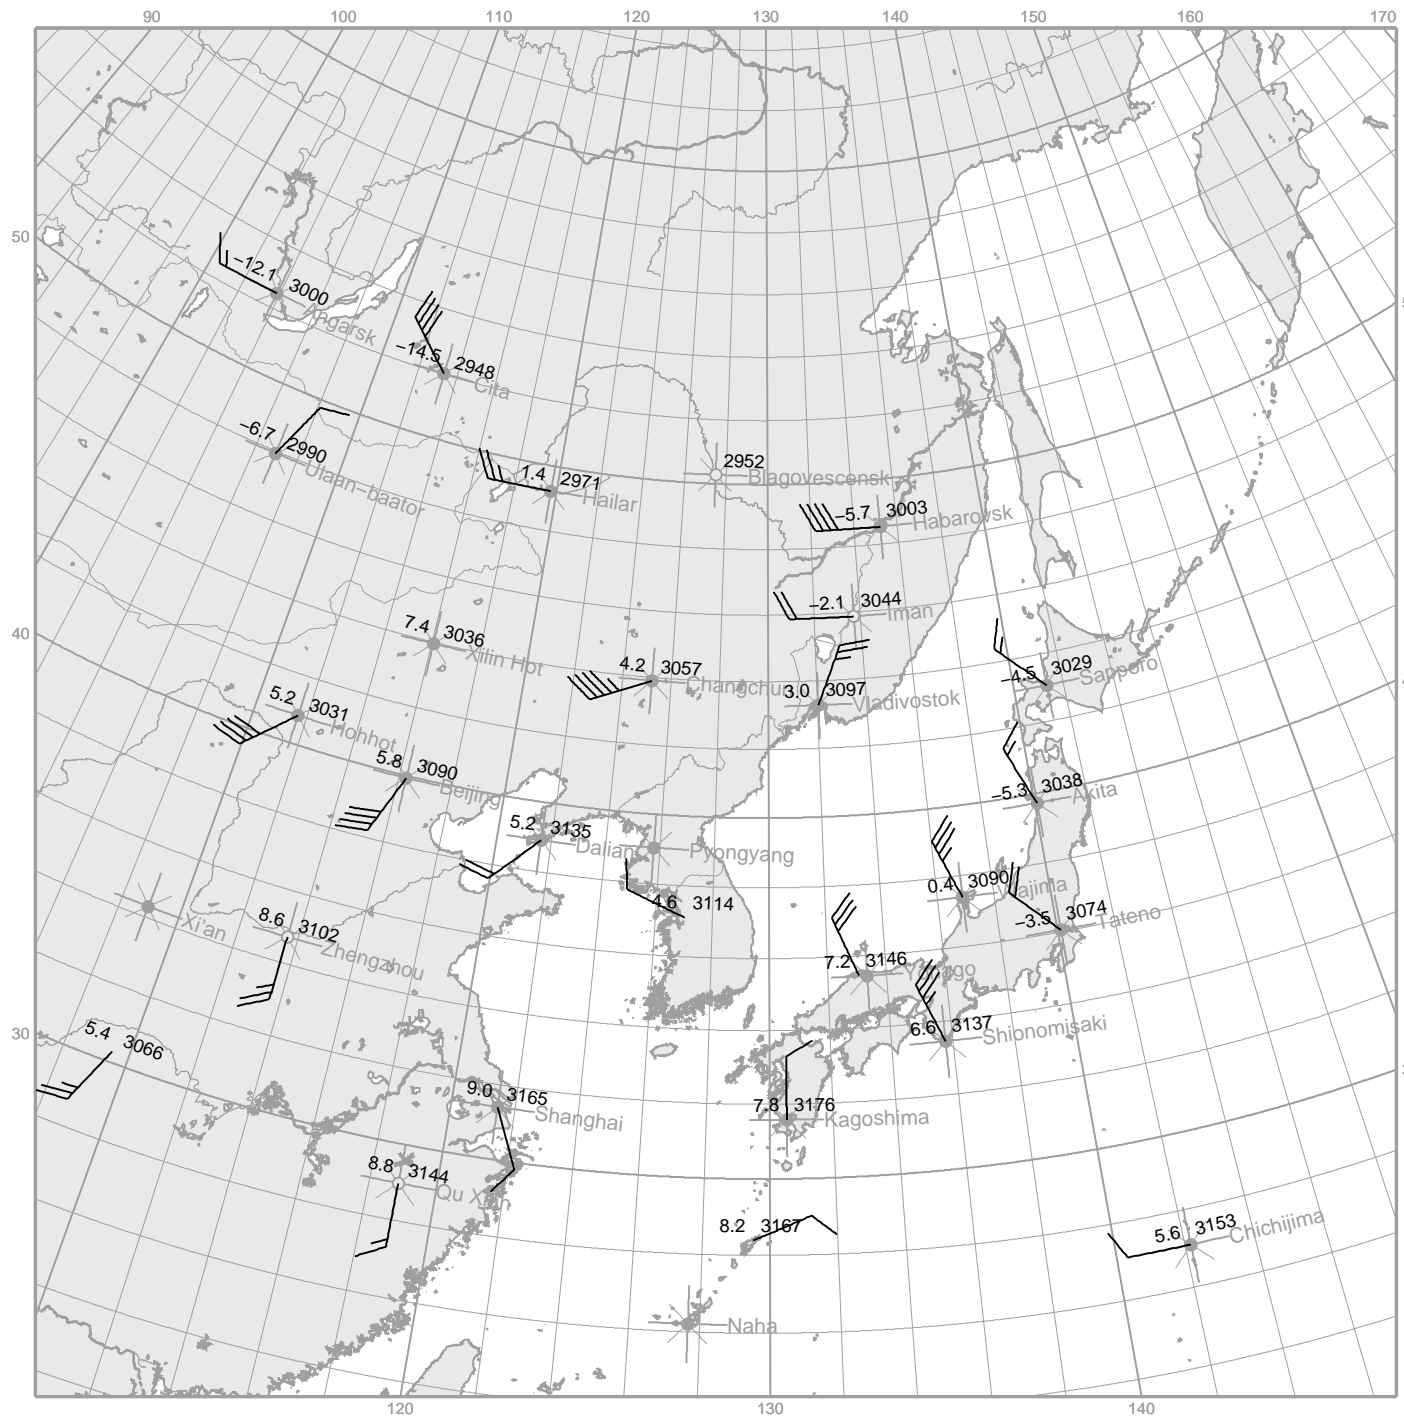 90 100 110 120 130 140 150 160 170
50
−12.1 3000
Angarsk
−14.5 2948
Cita
−6.7 2990
Ulaan−baator
1.4 2971
Hailar
2952
Blagovescensk
−5.7 3003
Habarovsk
−2.1 3044
Iman
40
7.4 3036
Xilin Hot
4.2 3057
Changchun
3.0 3097
Vladivostok
−4.5 3029
Sapporo
5.2 3031
Hohhot
5.8 3090
Beijing
−5.3 3038
Akita
5.2 3135
Dalian
Pyongyang
0.4 3090
Wajima
4.6 3114
−3.5 3074
Tateno
Xi'an
8.6 3102
Zhengzhou
7.2 3146
Yonago
6.6 3137
Shionomisaki
30
5.4 3066
9.0 3165
Shanghai
7.8 3176
Kagoshima
8.8 3144
Qu Xian
8.2 3167
5.6 3153
Chichijima
Naha
120 130 140